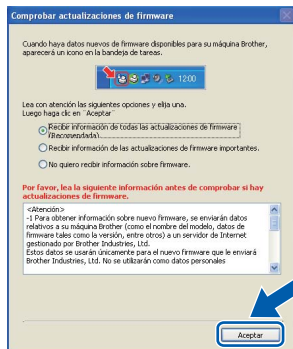 Comprobar actualizaciones de firmware
Cuando haya datos nuevos de firmware disponibles para su máquina Brother,
aparecerá un icono en la bandeja de tareas.
12:00
Lea con atención las siguientes opciones y elija una.
Luego haga clic en ¨Aceptar¨
Recibir información de todas las actualizaciones de firmware
(Recomendada).
Recibir información de las actualizaciones de firmware importantes.
No quiero recibir información sobre firmware.
Por favor, lea la siguiente información antes de comprobar si hay
actualizaciones de firmware.
<Atención>
-1 Para obtener información sobre nuevo firmware, se enviarán datos
relativos a su máquina Brother (como el nombre del modelo, datos de
firmware tales como la versión, entre otros) a un servidor de Internet
gestionado por Brother Industries, Ltd.
Estos datos se usarán únicamente para el nuevo firmware que le enviará
Brother Industries, Ltd. No se utilizarán como datos personales
Aceptar